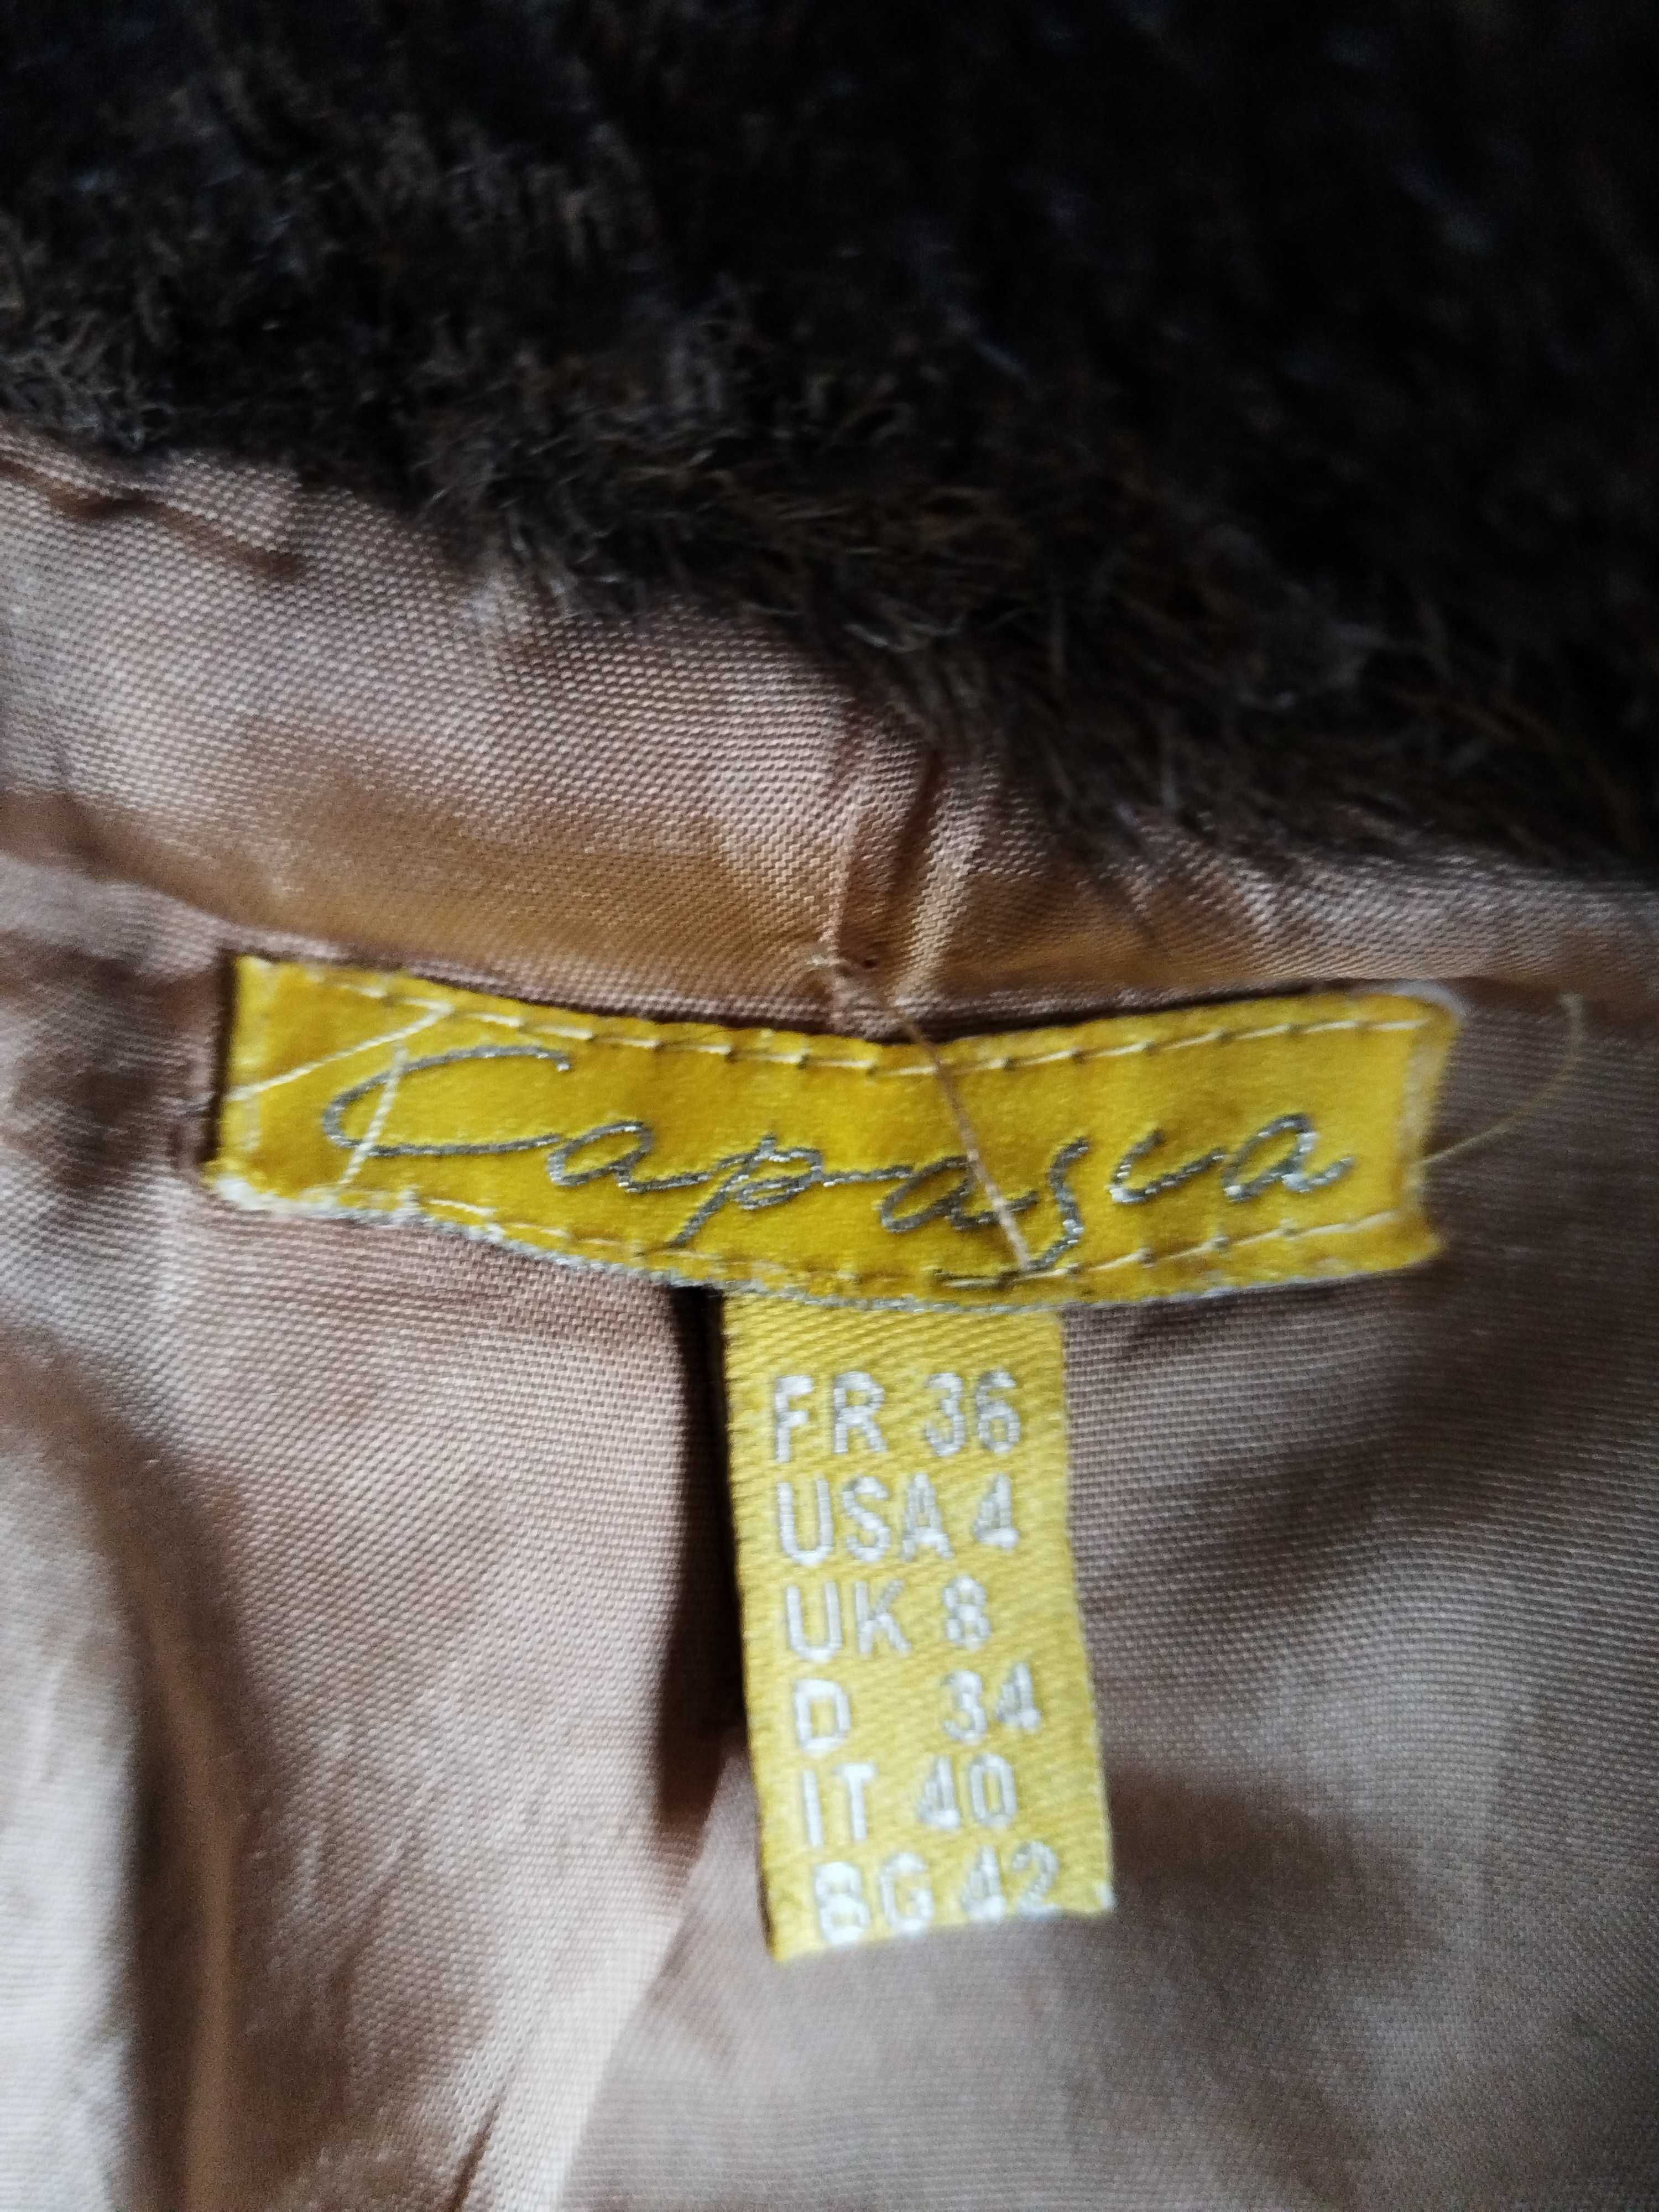 Capasca
FR 36
USA 4
UK 8
D 34
IT 40
BG 42